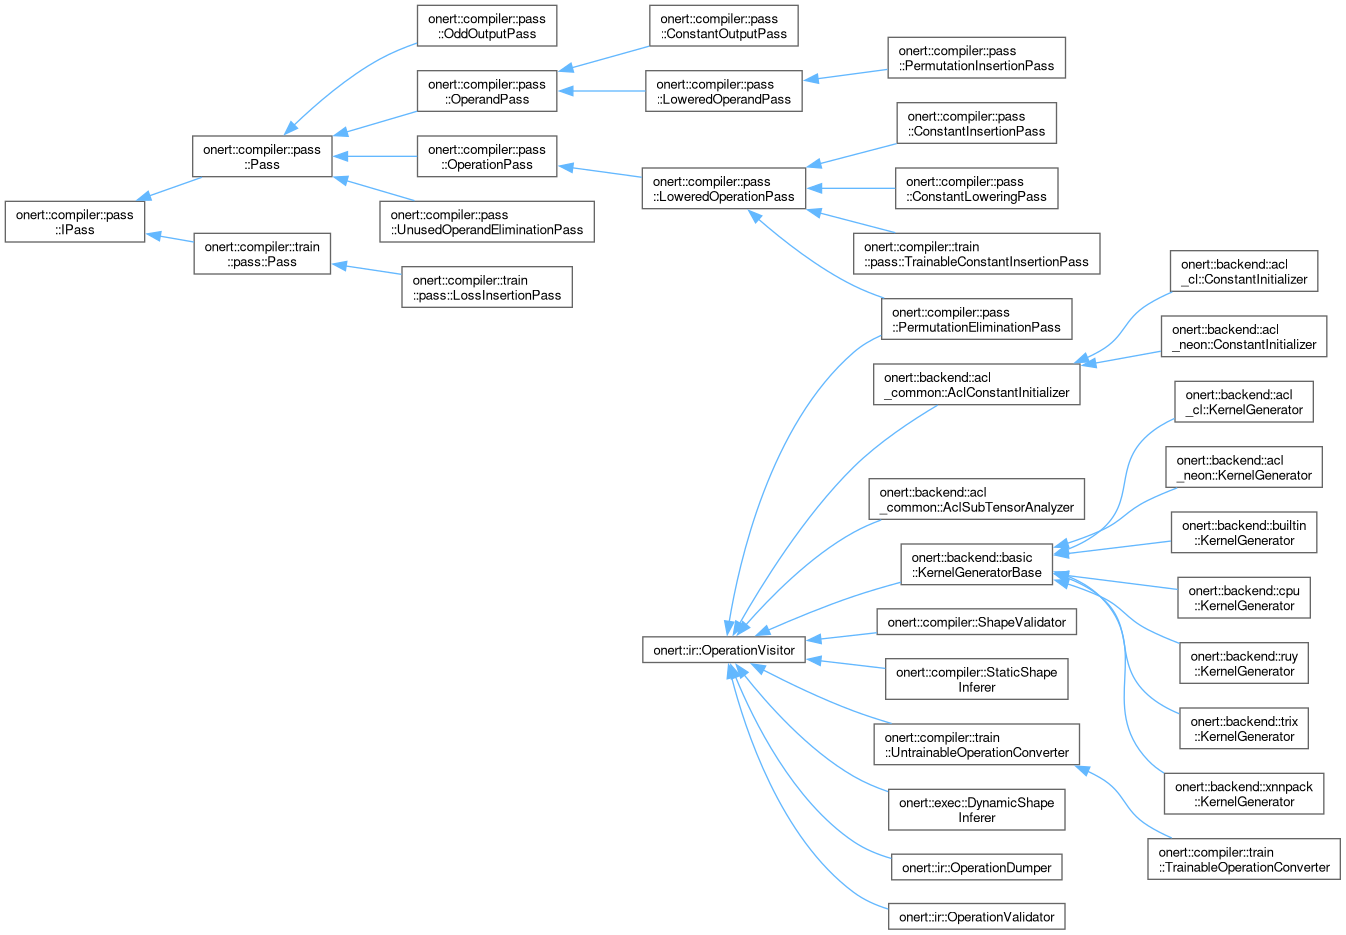 onert::compiler::pass
::OddOutputPass
onert::compiler::pass
::ConstantOutputPass
onert::compiler::pass
::PermutationInsertionPass
onert::compiler::pass
::OperandPass
onert::compiler::pass
::LoweredOperandPass
onert::compiler::pass
::ConstantInsertionPass
onert::compiler::pass
::Pass
onert::compiler::pass
::OperationPass
onert::compiler::pass
::LoweredOperationPass
onert::compiler::pass
::ConstantLoweringPass
onert::compiler::pass
::IPass
onert::compiler::pass
::UnusedOperandEliminationPass
onert::compiler::train
::pass::Pass
onert::compiler::train
::pass::TrainableConstantInsertionPass
onert::compiler::train
::pass::LossInsertionPass
onert::backend::acl
_cl::ConstantInitializer
onert::compiler::pass
::PermutationEliminationPass
onert::backend::acl
_neon::ConstantInitializer
onert::backend::acl
_common::AclConstantInitializer
onert::backend::acl
_cl::KernelGenerator
onert::backend::acl
_neon::KernelGenerator
onert::backend::acl
_common::AclSubTensorAnalyzer
onert::backend::builtin
::KernelGenerator
onert::backend::basic
::KernelGeneratorBase
onert::backend::cpu
::KernelGenerator
onert::compiler::ShapeValidator
onert::ir::OperationVisitor
onert::backend::ruy
::KernelGenerator
onert::compiler::StaticShape
Inferer
onert::backend::trix
::KernelGenerator
onert::compiler::train
::UntrainableOperationConverter
onert::backend::xnnpack
::KernelGenerator
onert::exec::DynamicShape
Inferer
onert::compiler::train
::TrainableOperationConverter
onert::ir::OperationDumper
onert::ir::OperationValidator